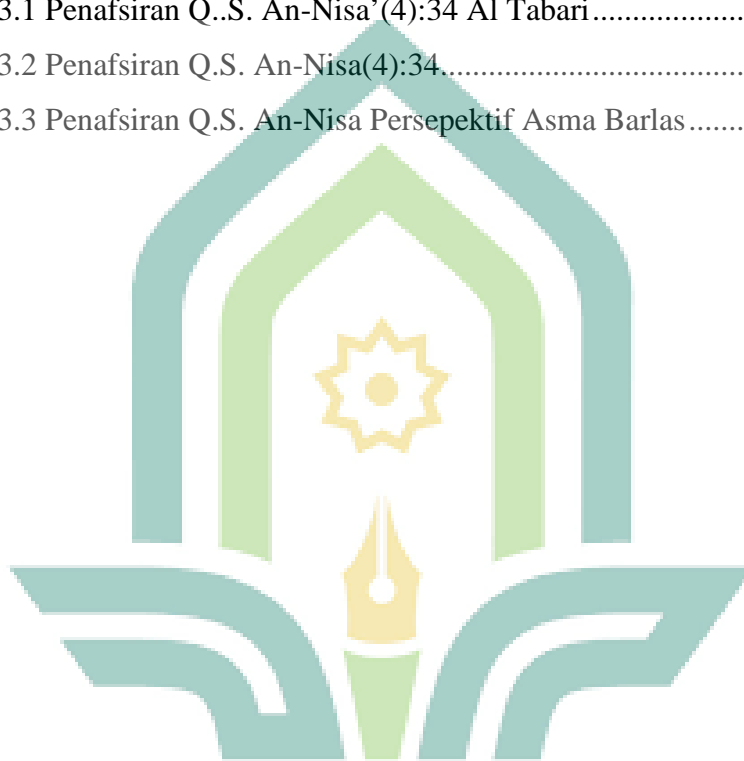 3.1 Penafsiran Q..S. An-Nisa’(4):34 Al Tabari.......................
3.2 Penafsiran Q.S. An-Nisa(4):34............................................
3.3 Penafsiran Q.S. An-Nisa Persepektif Asma Barlas.........